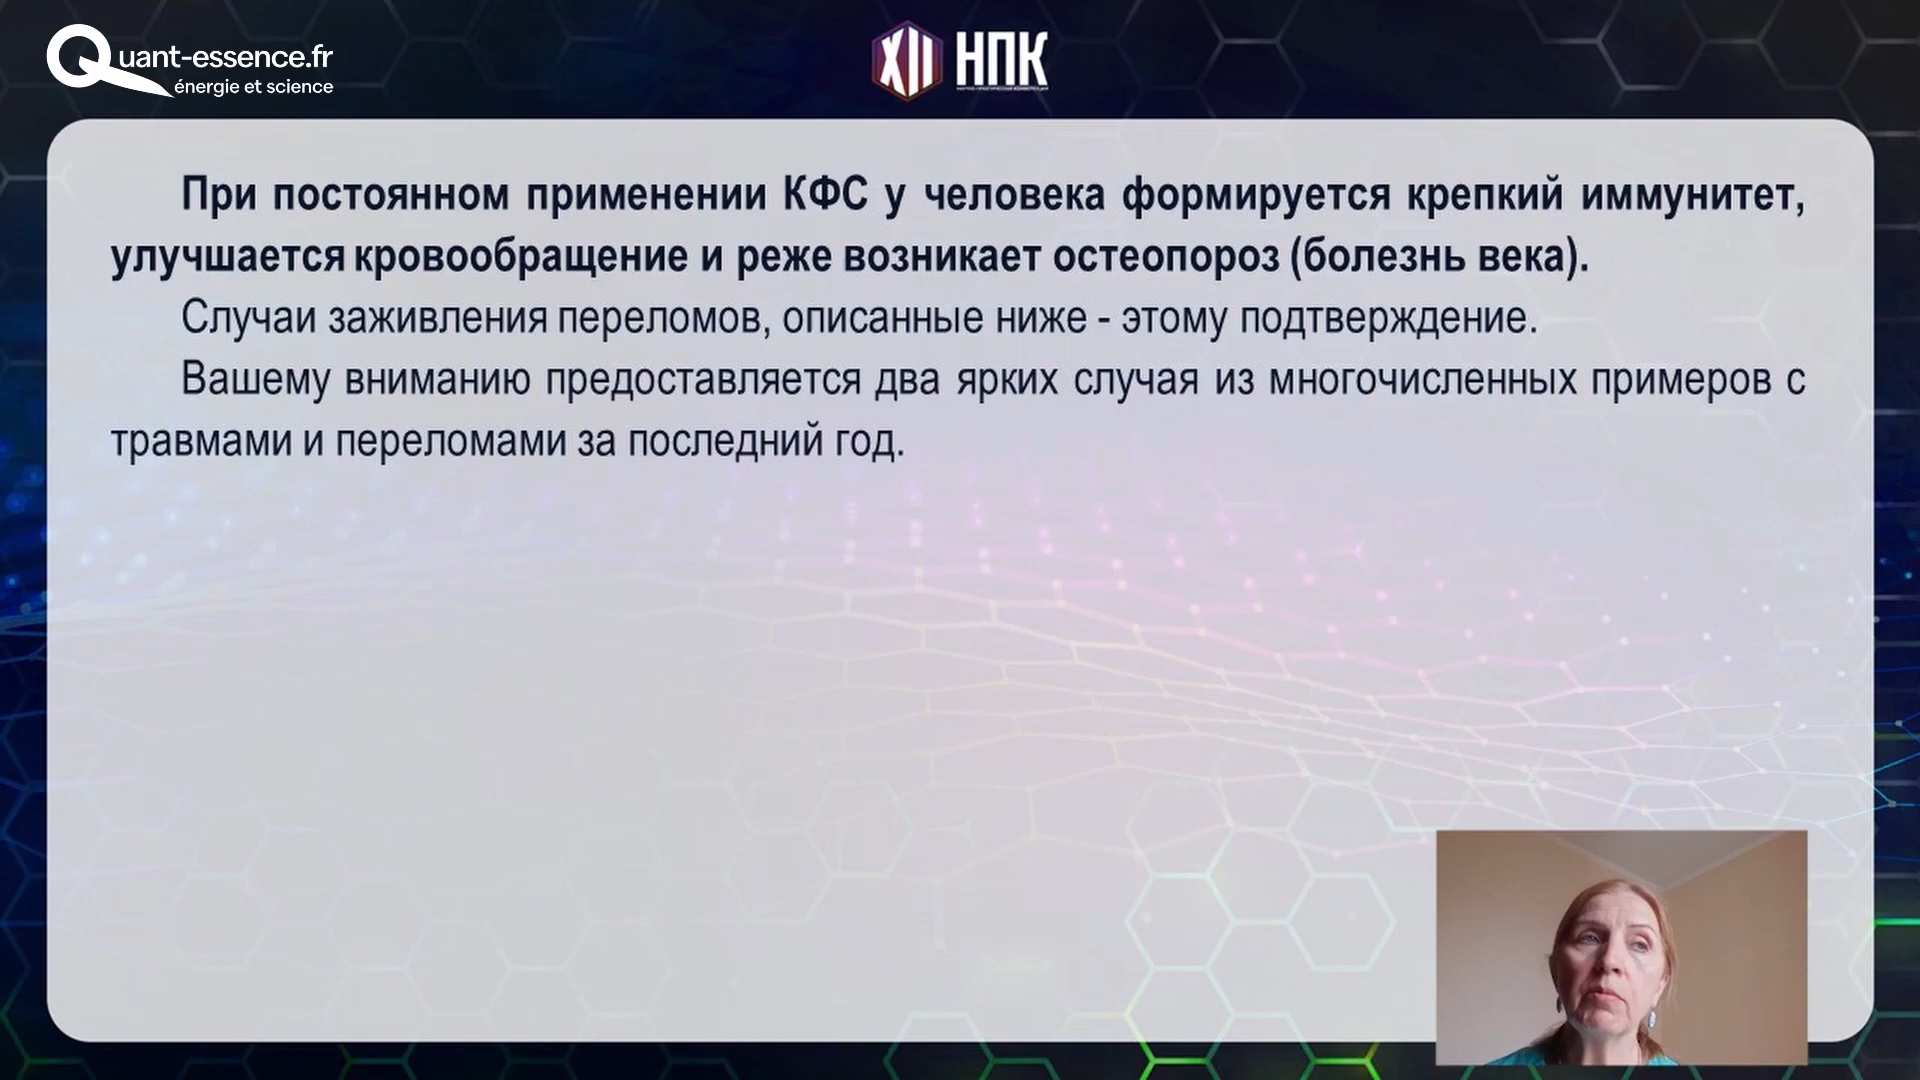 Quant-essence.fr
énergie et science
XII НПК
При постоянном применении КФС у человека формируется крепкий иммунитет,
улучшается кровообращение и реже возникает остеопороз (болезнь века).
Случаи заживления переломов, описанные ниже - этому подтверждение.
Вашему вниманию предоставляется два ярких случая из многочисленных примеров с
травмами и переломами за последний год.